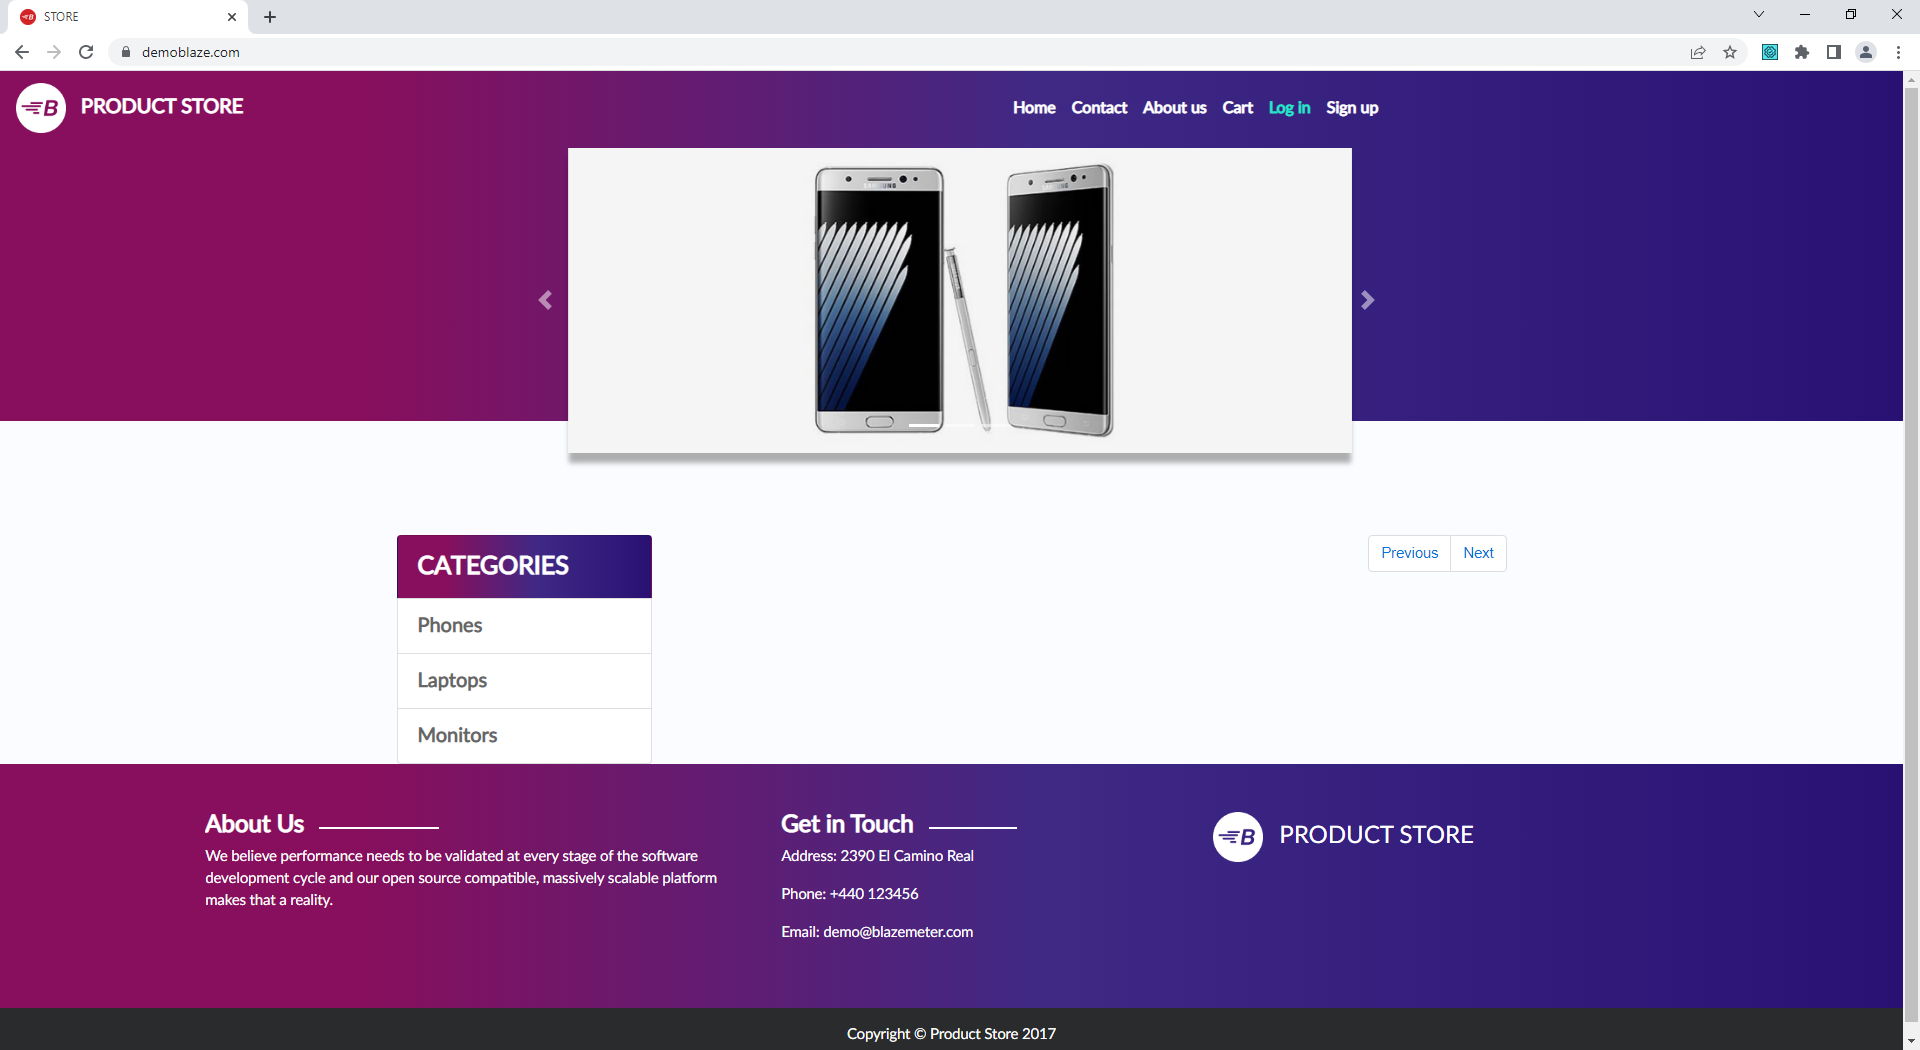 STORE
demoblaze.com
PRODUCT STORE
Home Contact About us Cart Log in Sign up
SAMSUNG SAMSUNG
CATEGORIES
Previous Next
Phones
Laptops
Monitors
About Us
We believe performance needs to be validated at every stage of the software
development cycle and our open source compatible, massively scalable platform
makes that a reality.
Get in Touch
Address: 2390 El Camino Real
Phone: +440 123456
Email: demo@blazemeter.com
B PRODUCT STORE
Copyright © Product Store 2017